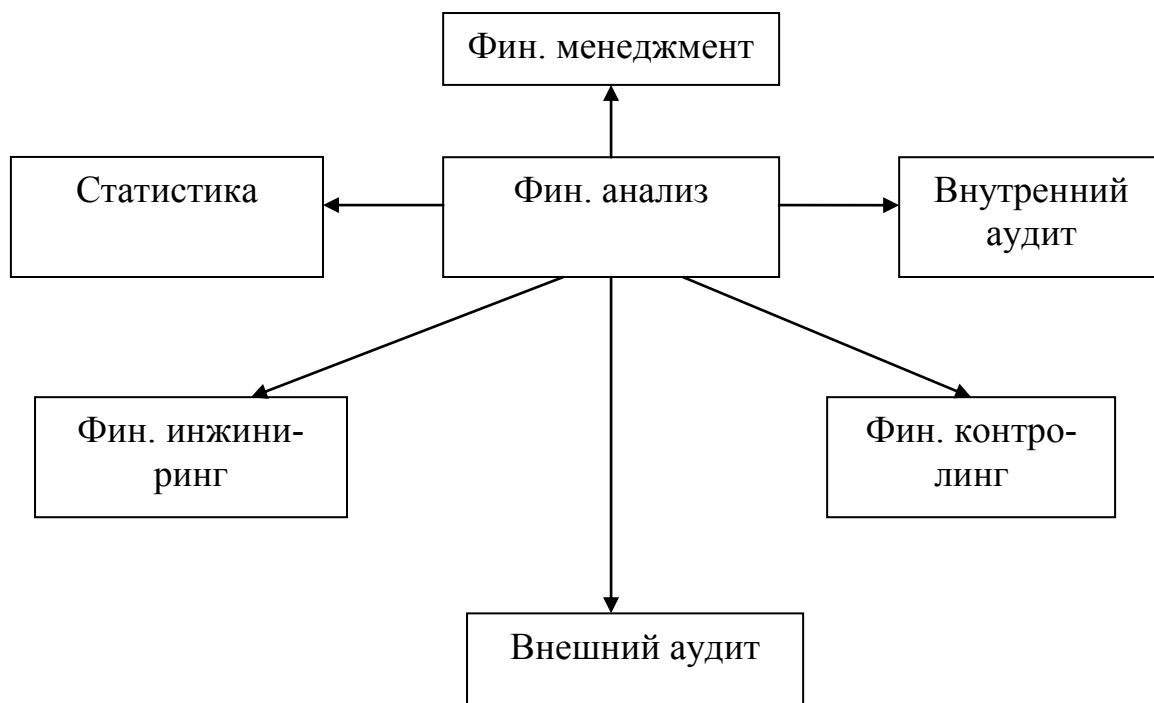 Фин. менеджмент
Статистика
Фин. анализ
Внутренний
аудит
Фин. инжини-
ринг
Фин. контро-
линг
Внешний аудит